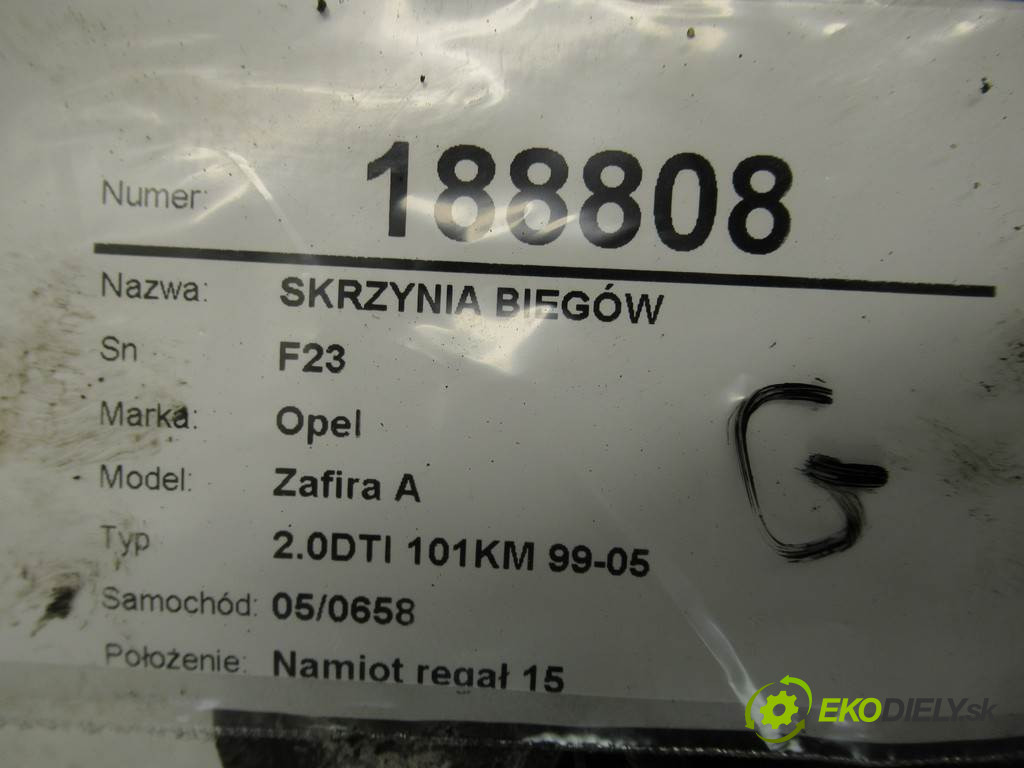 Numer: 188808
Nazwa: SKRZYNIA BIEGÓW
Sn F23
Marka: Opel
Model: Zafira A
Typ 2.0DTI 101KM 99-05
Samochód: 05/0658
Położenie: Namiot regał 15
G
EKODIELY.sk